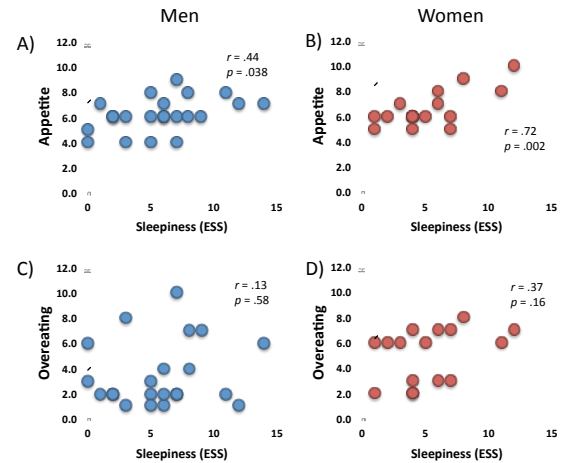 Men
Women
A)
12.0
10.0
8.0
6.0
4.0
2.0
0.0
Appetite
r = .44
p = .038
0
5
10
15
Sleepiness (ESS)
B)
12.0
10.0
8.0
6.0
4.0
2.0
0.0
Appetite
r = .72
p = .002
0
5
10
15
Sleepiness (ESS)
C)
12.0
10.0
8.0
6.0
4.0
2.0
0.0
Overeating
r = .13
p = .58
0
5
10
15
Sleepiness (ESS)
D)
12.0
10.0
8.0
6.0
4.0
2.0
0.0
Overeating
r = .37
p = .16
0
5
10
15
Sleepiness (ESS)